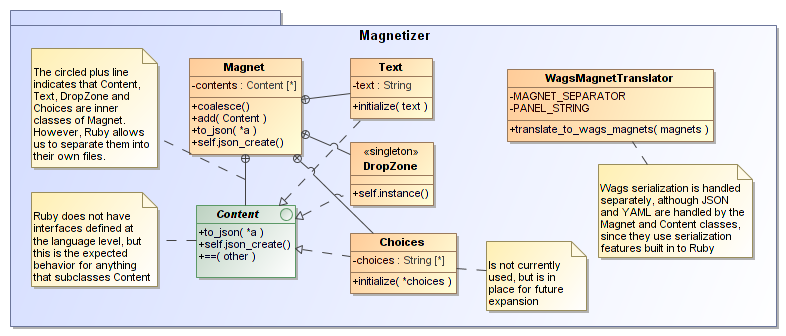 Magnetizer
The circled plus line
indicates that Content,
Text, DropZone and
Choices are inner
classes of Magnet.
However, Ruby allows
us to separate them into
their own files.
Magnet
-contents : Content [*]
+coalesce()
+add( Content )
+to_json( *a )
+self.json_create()
Text
-text : String
+initialize( text )
WagsMagnetTranslator
-MAGNET_SEPARATOR
-PANEL_STRING
+translate_to_wags_magnets( magnets )
«singleton»
DropZone
+self.instance()
Wags serialization is handled
separately, although JSON
and YAML are handled by the
Magnet and Content classes,
since they use serialization
features built in to Ruby
Ruby does not have
interfaces defined at
the language level, but
this is the expected
behavior for anything
that subclasses Content
Content
+to_json( *a )
+self.json_create()
+==( other )
Choices
-choices : String [*]
+initialize( *choices )
Is not currently
used, but is in
place for future
expansion